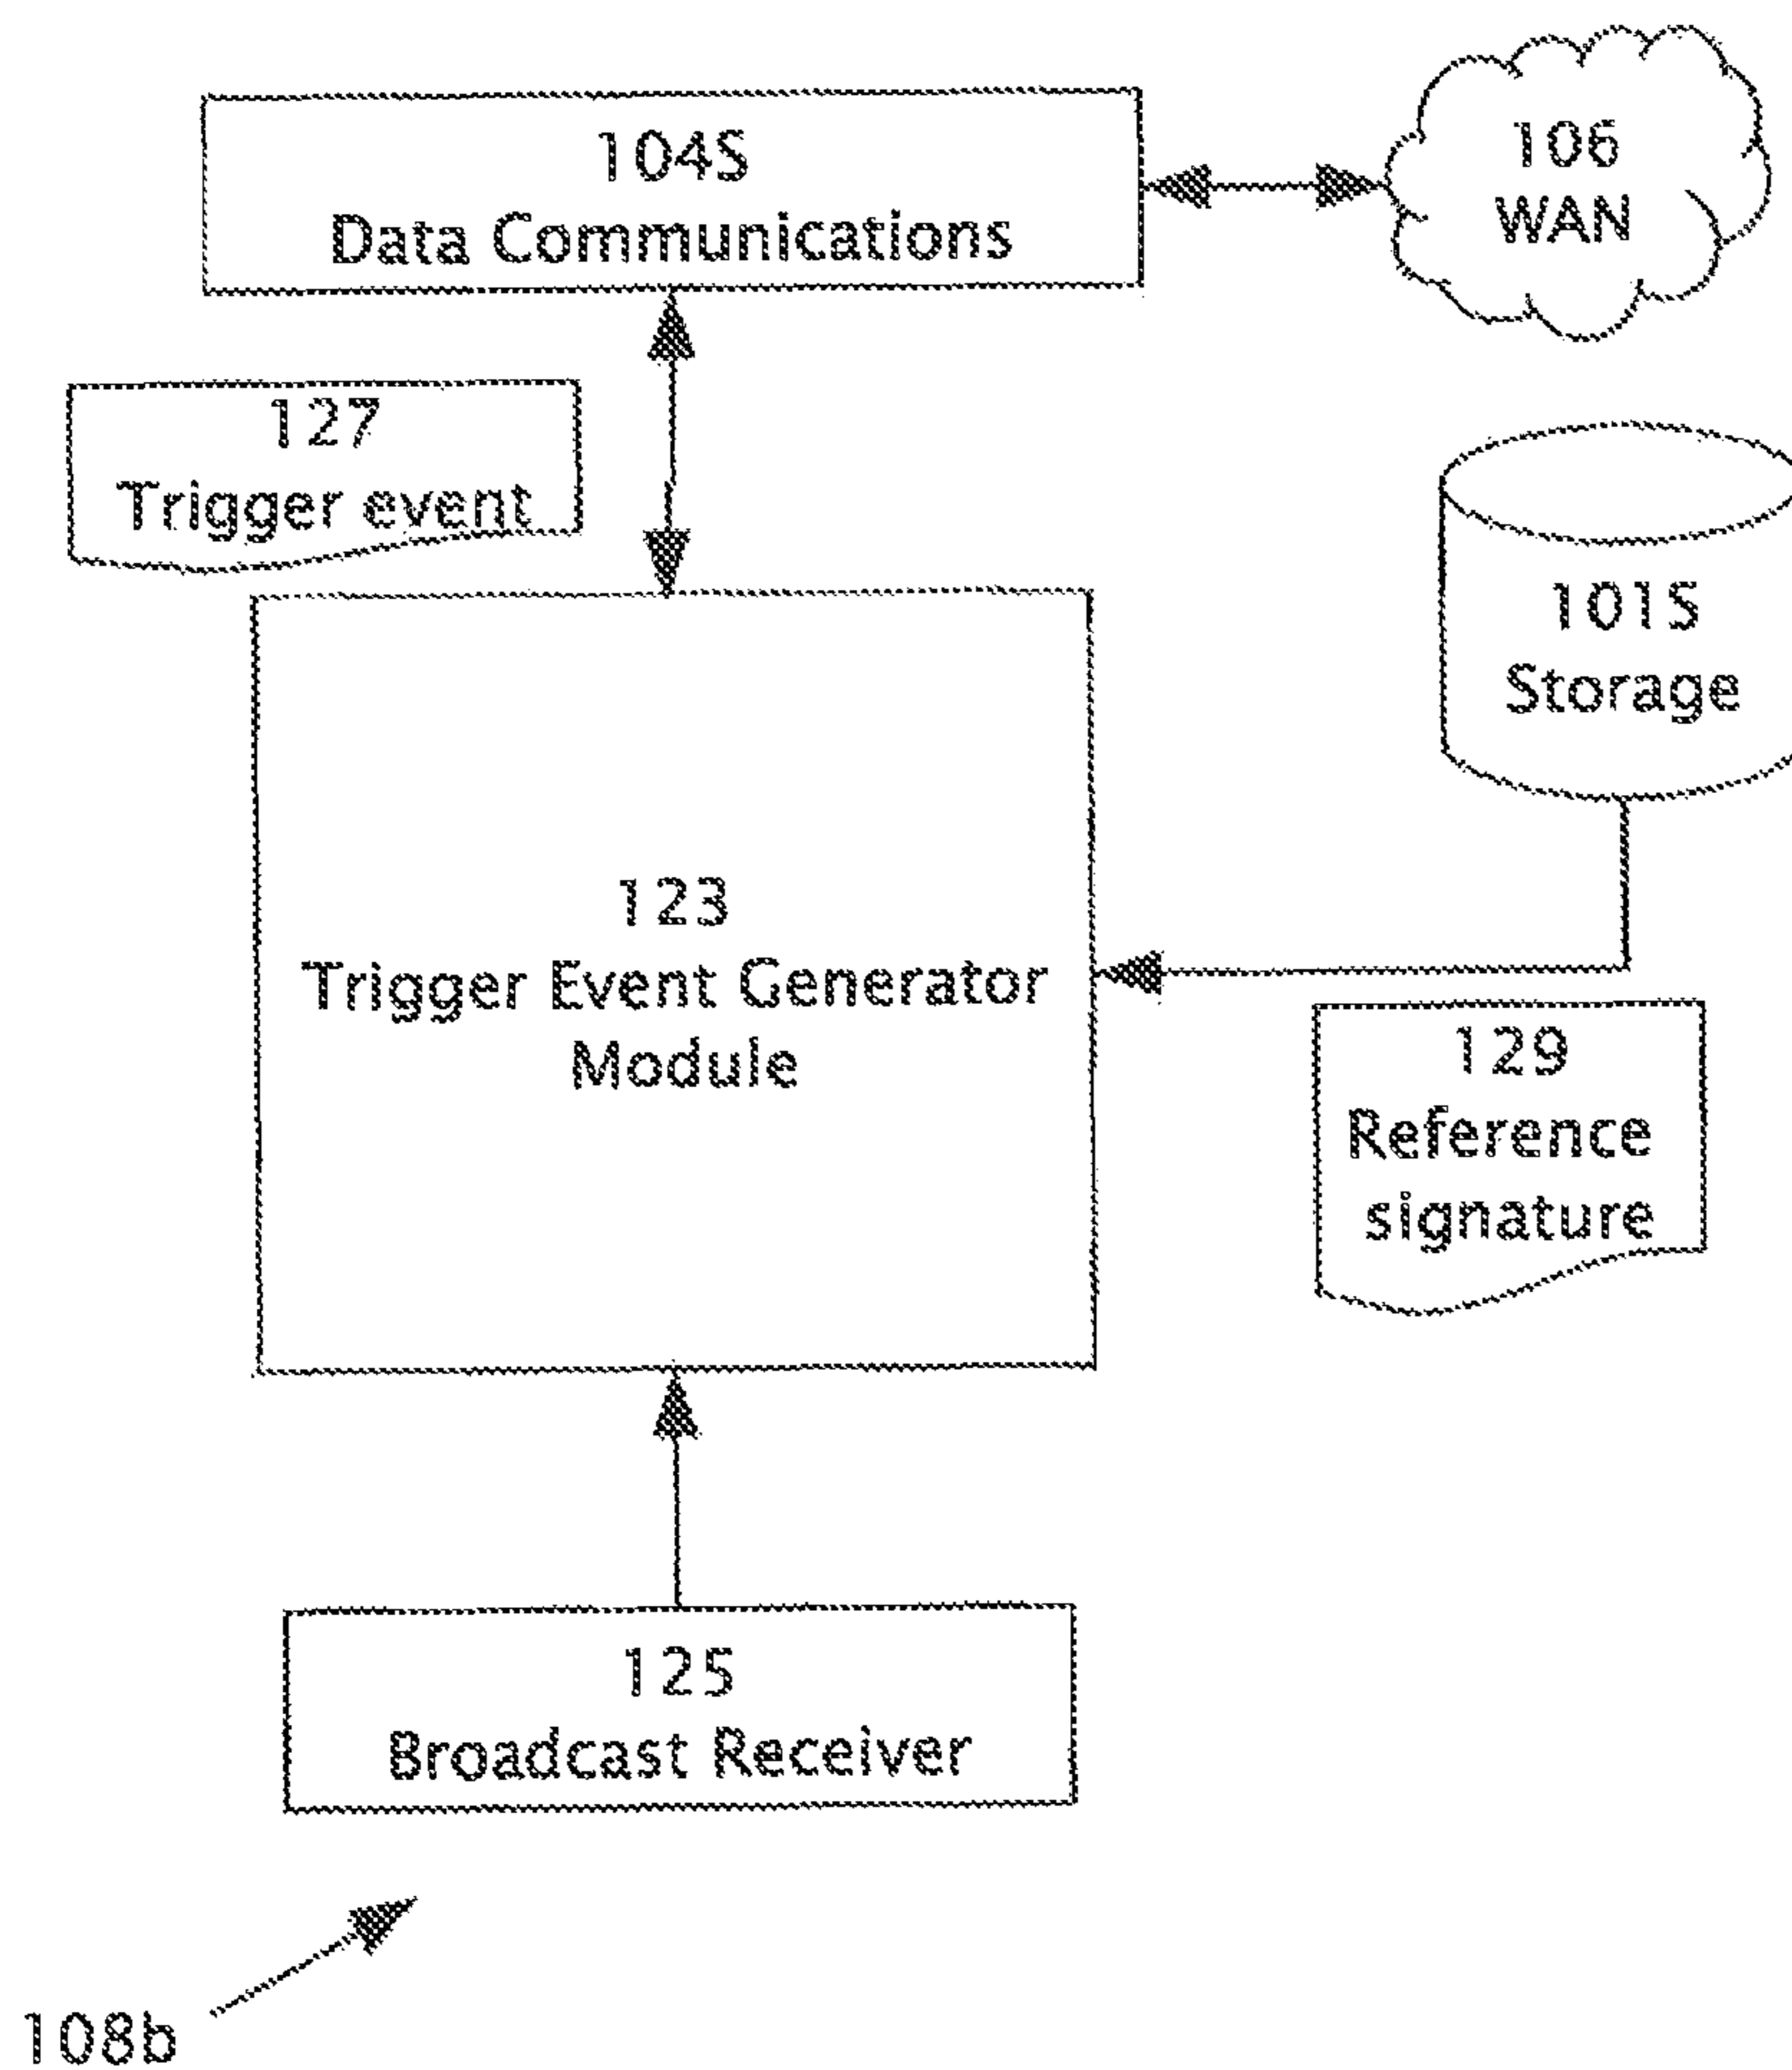 104S
Data Communications
106
WAN
127
Trigger event
101S
Storage
123
Trigger Event Generator
Module
129
Reference
signature
125
Broadcast Receiver
108b